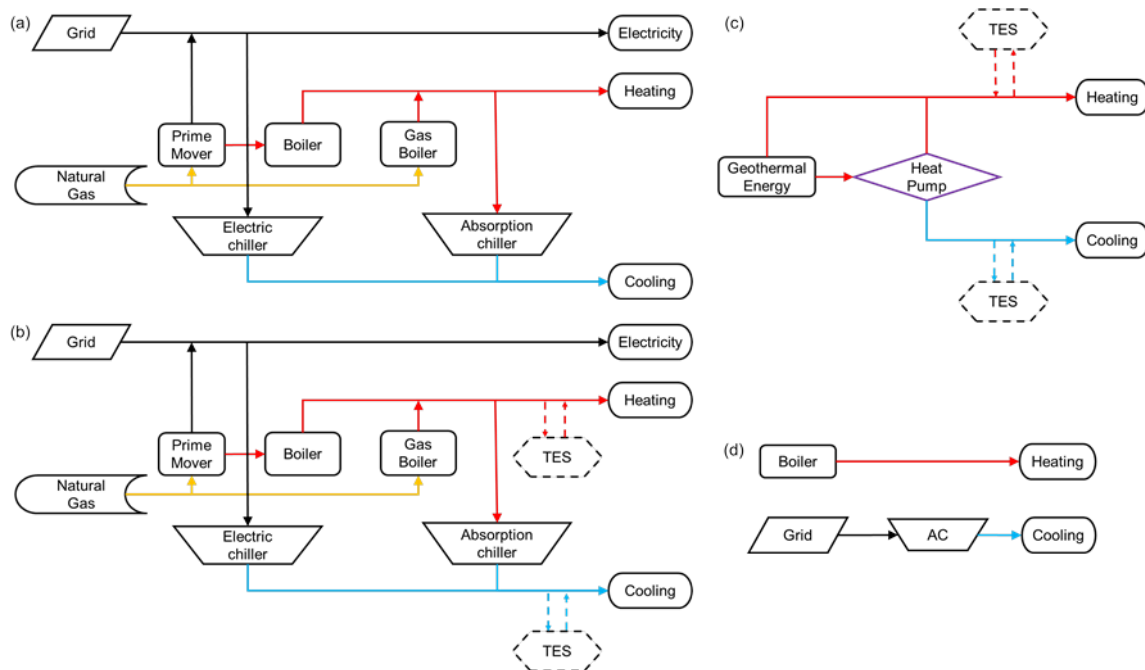 (a)
Grid
Electricity
Heating
Prime
Mover
Boiler
Gas
Boiler
Natural
Gas
Electric
chiller
Absorption
chiller
Cooling
(b)
Grid
Electricity
Heating
Prime
Mover
Boiler
Gas
Boiler
TES
Natural
Gas
Electric
chiller
Absorption
chiller
Cooling
TES
(c)
TES
Heating
Geothermal
Energy
Heat
Pump
Cooling
TES
(d)
Boiler
Heating
Grid
AC
Cooling